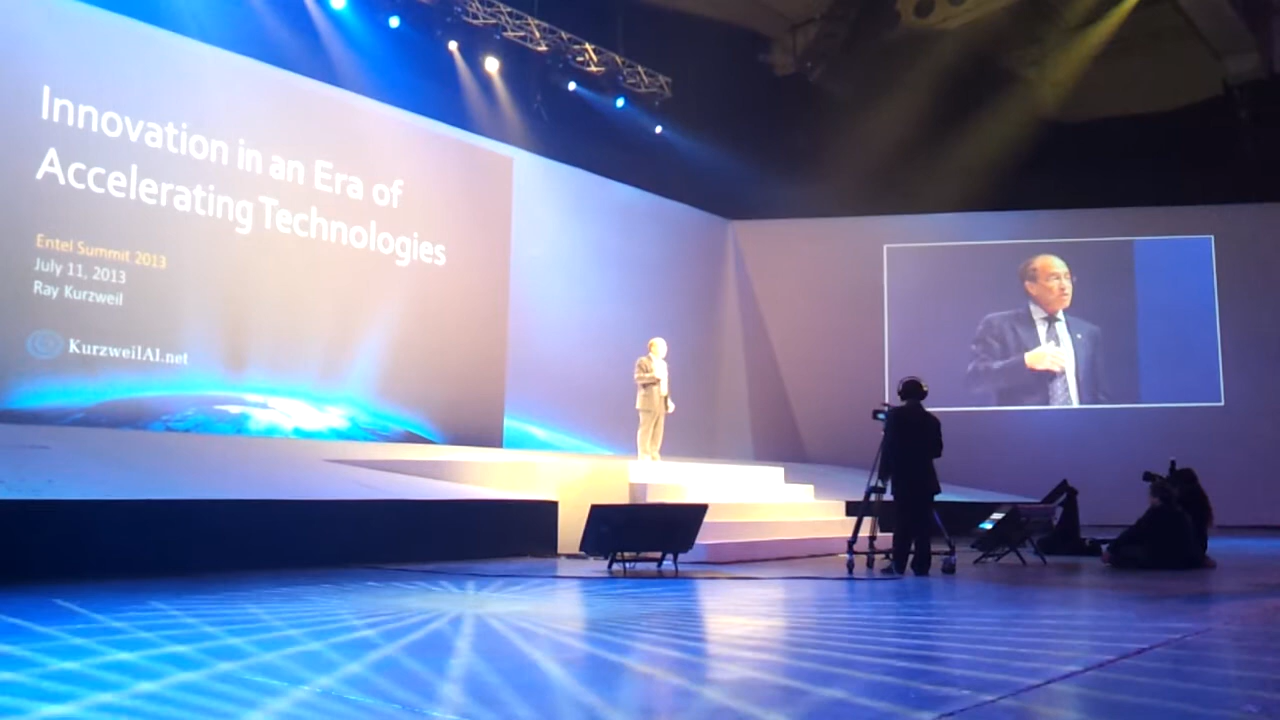 Innovation in an Era of
Accelerating Technologies
Entel Summit 2013
July 11, 2013
Ray Kurzweil
KurzweilAI.net